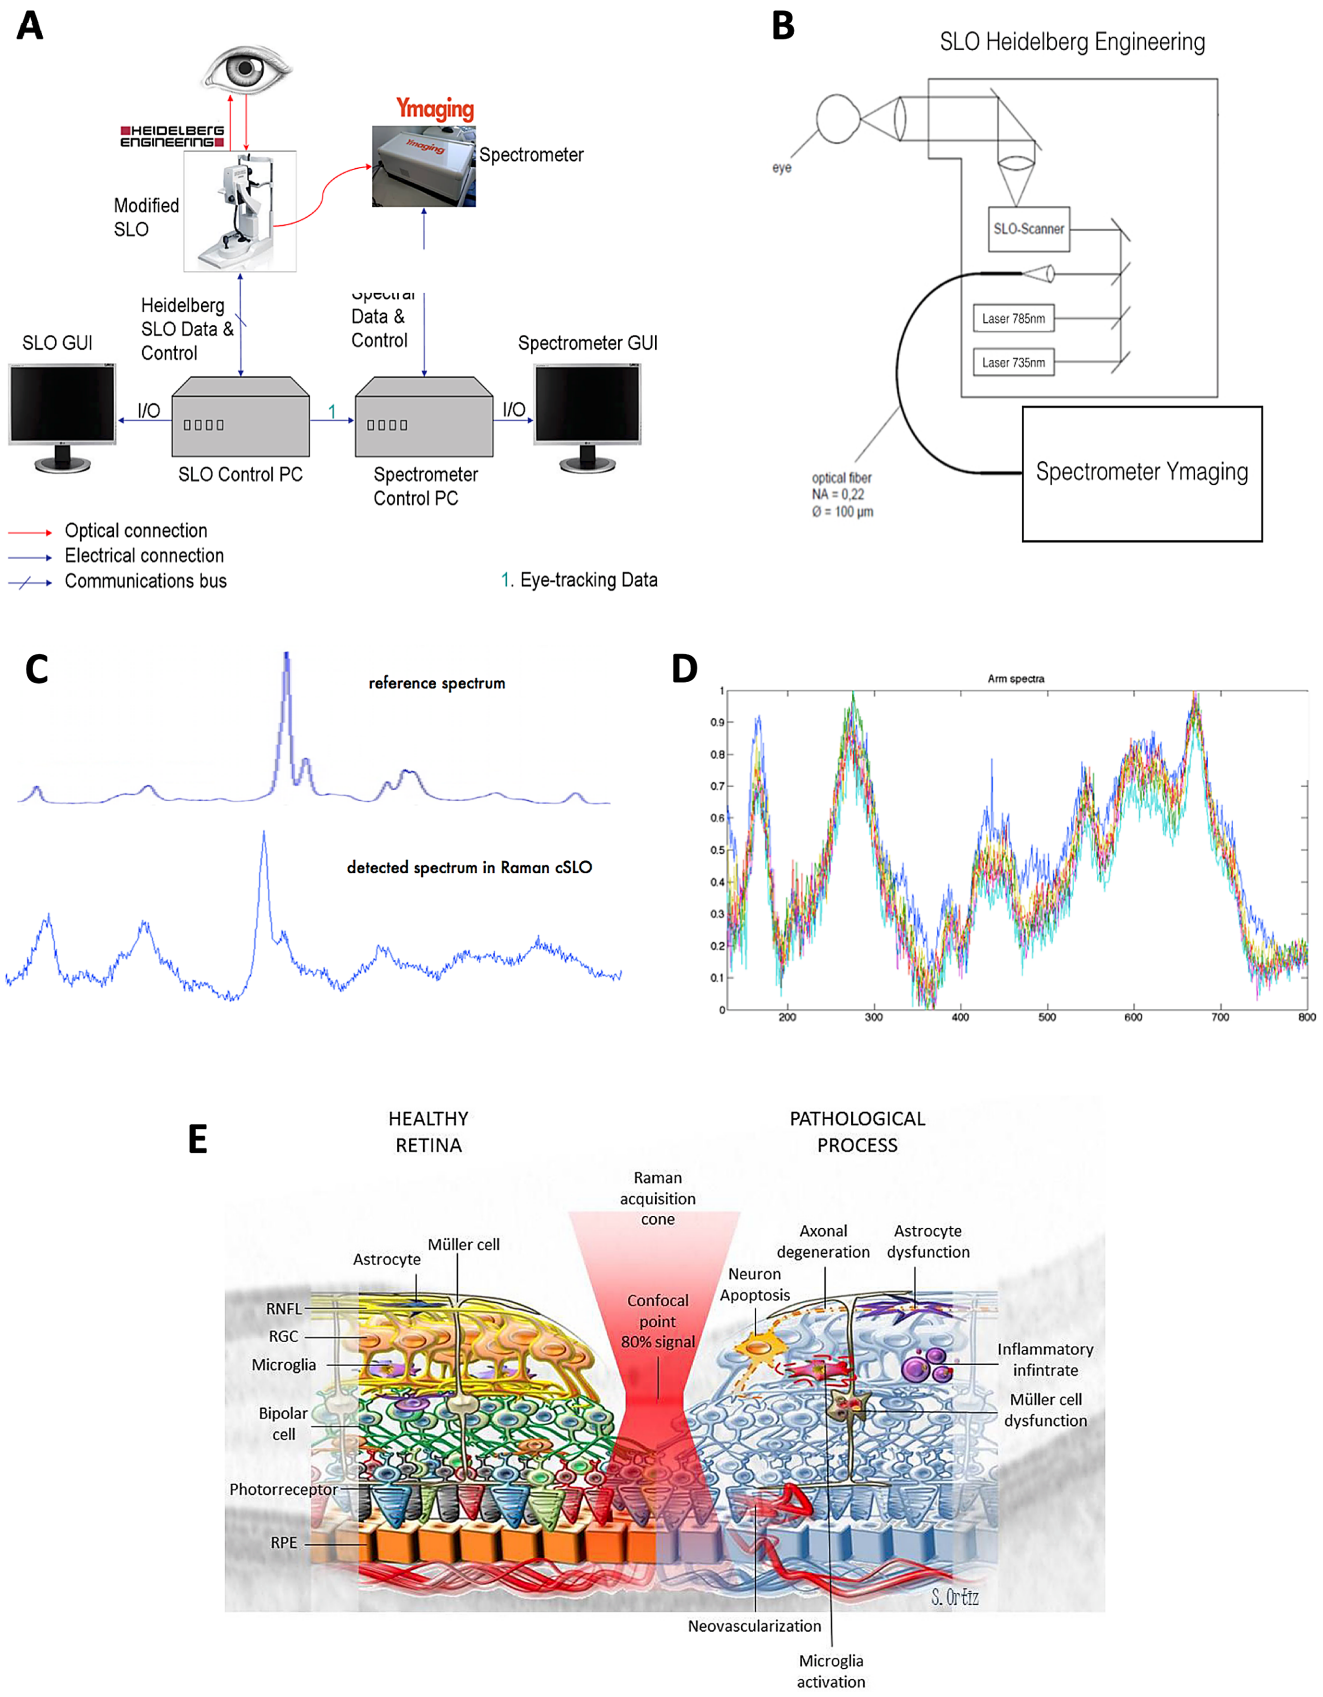 A
HEIDELBERG
ENGINEERING
Ymaging
Ymaging
Spectrometer
Modified
SLO
Heidelberg
SLO Data &
Control
Spectral
Data &
Control
SLO GUI
Spectrometer GUI
I/O
1
I/O
SLO Control PC
Spectrometer
Control PC
Optical connection
Electrical connection
Communications bus
1. Eye-tracking Data
B
SLO Heidelberg Engineering
eye
SLO-Scanner
Laser 785nm
Laser 735nm
optical fiber
NA = 0,22
Ø = 100 µm
Spectrometer Ymaging
C
reference spectrum
detected spectrum in Raman cSLO
D
Arm spectra
1
0.9
0.8
0.7
0.6
0.5
0.4
0.3
0.2
0.1
0
200 300 400 500 600 700 800
E
HEALTHY
RETINA
PATHOLOGICAL
PROCESS
Raman
acquisition
cone
Confocal
point
80% signal
Astrocyte
Müller cell
RNFL
RGC
Microglia
Bipolar
cell
Photorreceptor
RPE
Axonal
degeneration
Astrocyte
dysfunction
Neuron
Apoptosis
Inflammatory
infintrate
Müller cell
dysfunction
S. Ortiz
Neovascularization
Microglia
activation